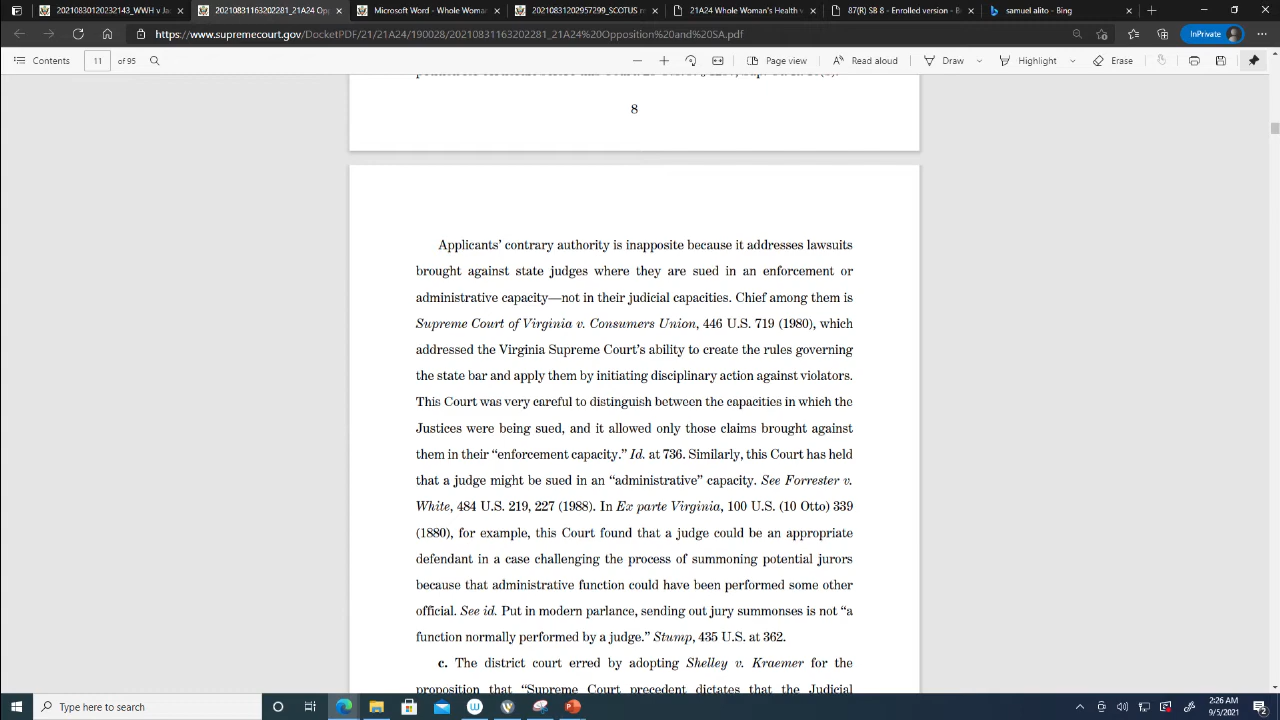 20210830232143_WWH v Ja
20210831163202281_21A24 Opp
Microsoft Word - Whole Woma
20210831202957299_SCOTUS
21A24 Whole Woman's Health v
87(R) SB 8 - Enrolled version - B
samuel alito - Bing
https://www.supremecourt.gov/DocketPDF/21/21A24/190028/20210831163202281_21A24%20Opposition%20and%20SA.pdf
InPrivate
Contents
11 of 95
Page view
Read aloud
Draw
Highlight
Erase
8
Applicants’ contrary authority is inapposite because it addresses lawsuits
brought against state judges where they are sued in an enforcement or
administrative capacity—not in their judicial capacities. Chief among them is
Supreme Court of Virginia v. Consumers Union, 446 U.S. 719 (1980), which
addressed the Virginia Supreme Court’s ability to create the rules governing
the state bar and apply them by initiating disciplinary action against violators.
This Court was very careful to distinguish between the capacities in which the
Justices were being sued, and it allowed only those claims brought against
them in their “enforcement capacity.” Id. at 736. Similarly, this Court has held
that a judge might be sued in an “administrative” capacity. See Forrester v.
White, 484 U.S. 219, 227 (1988). In Ex parte Virginia, 100 U.S. (10 Otto) 339
(1880), for example, this Court found that a judge could be an appropriate
defendant in a case challenging the process of summoning potential jurors
because that administrative function could have been performed some other
official. See id. Put in modern parlance, sending out jury summonses is not “a
function normally performed by a judge.” Stump, 435 U.S. at 362.
c. The district court erred by adopting Shelley v. Kraemer for the
proposition that “Supreme Court precedent dictates that the Judicial
Type here to search
2:26 AM
9/5/2021